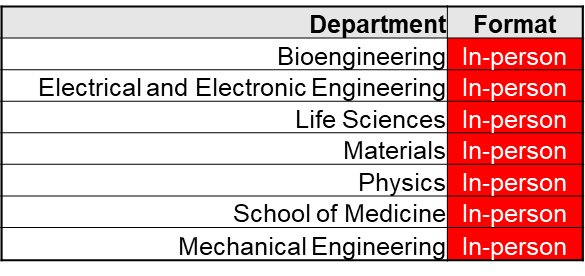 Department Format
Bioengineering In-person
Electrical and Electronic Engineering In-person
Life Sciences In-person
Materials In-person
Physics In-person
School of Medicine In-person
Mechanical Engineering In-person